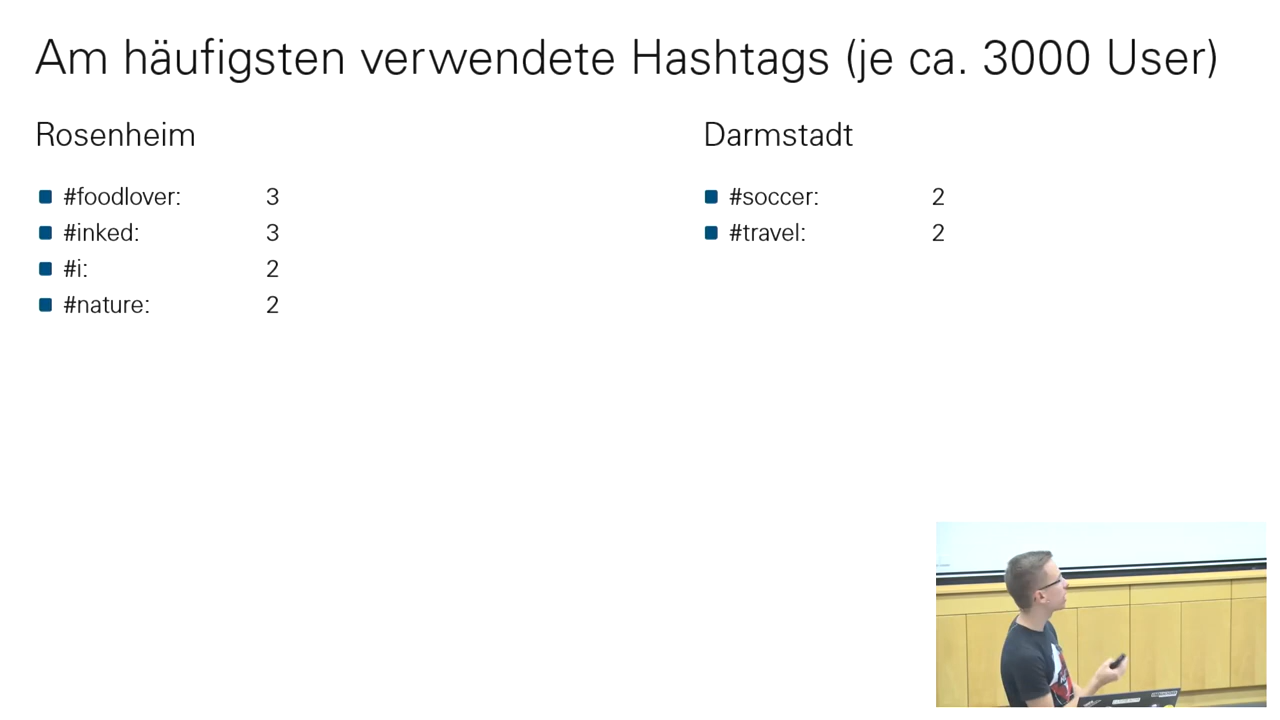 Am häufigsten verwendete Hashtags (je ca. 3000 User)
Rosenheim
#foodlover: 3
#inked: 3
#i: 2
#nature: 2
Darmstadt
#soccer: 2
#travel: 2